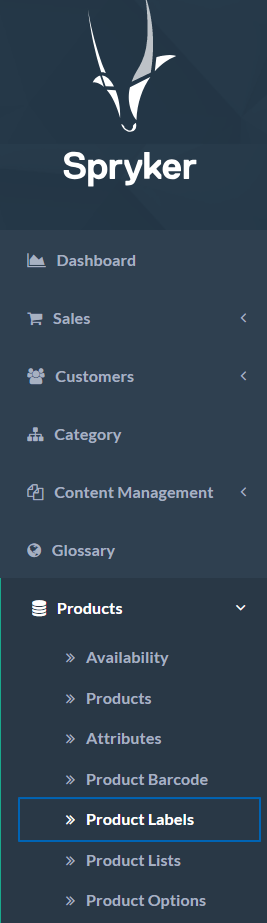 Spryker
Dashboard
Sales
Customers
Category
Content Management
Glossary
Products
Availability
Products
Attributes
Product Barcode
Product Labels
Product Lists
Product Options